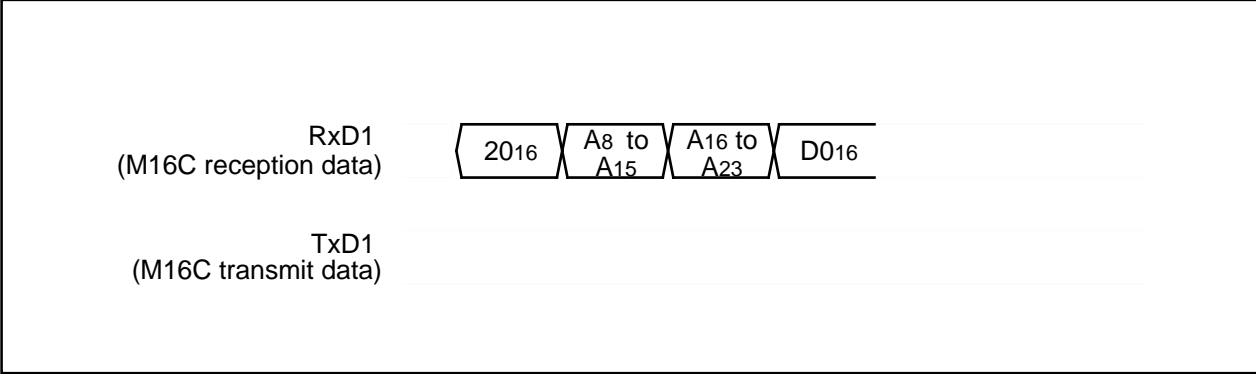 RxD1
(M16C reception data)
2016
A8 to
A15
A16 to
A23
D016
TxD1
(M16C transmit data)